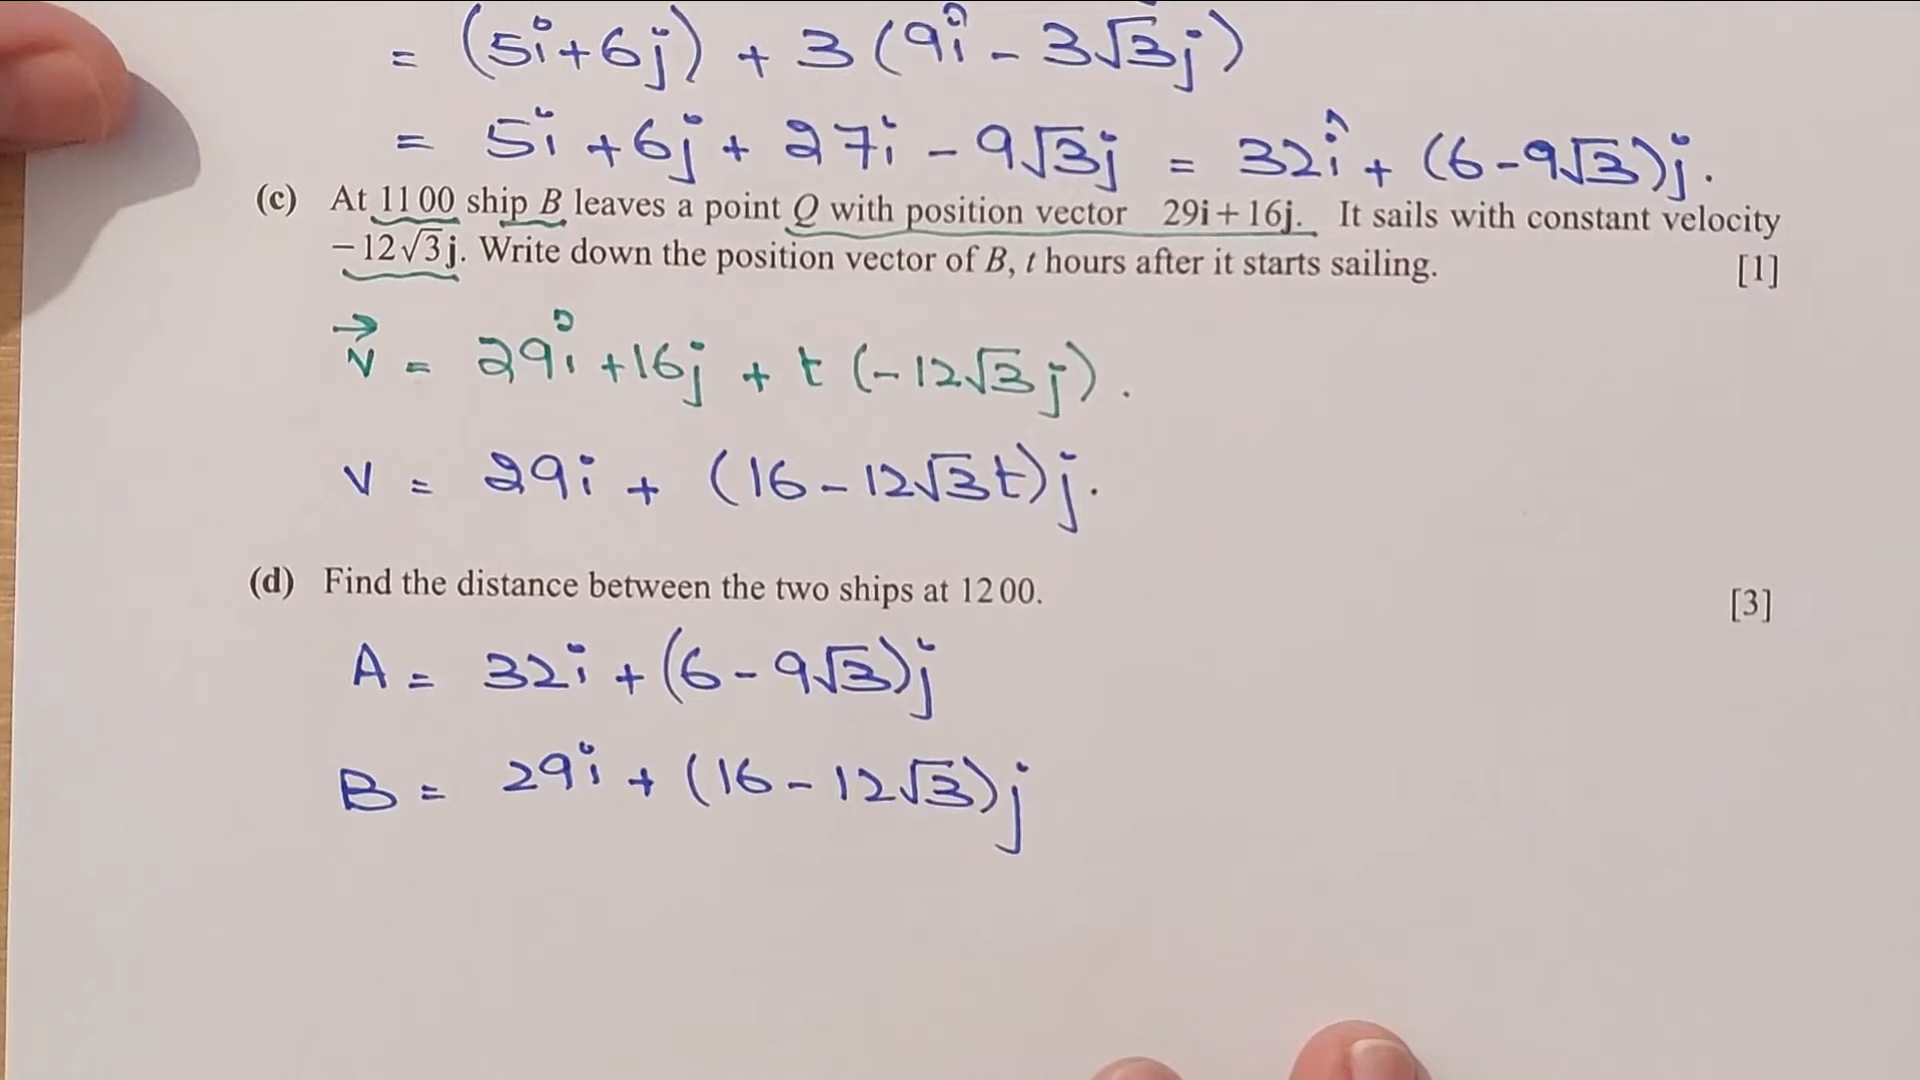 = (5i+6j) + 3(9i - 3√3j)
= 5i + 6j + 27i - 9√3j = 32i + (6-9√3)j.
(c) At 11 00 ship B leaves a point Q with position vector 29i+16j. It sails with constant velocity
−12√3j. Write down the position vector of B, t hours after it starts sailing. [1]
v = 29i + 16j + t(-12√3j).
v = 29i + (16-12√3t)j.
(d) Find the distance between the two ships at 12 00. [3]
A = 32i + (6-9√3)j
B = 29i + (16-12√3)j